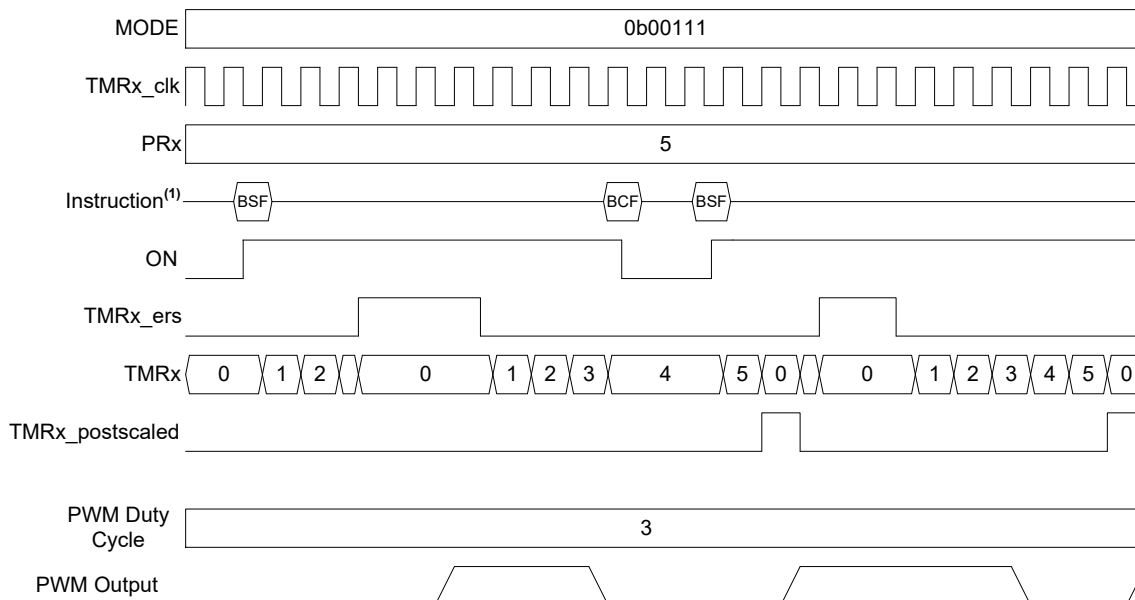 MODE 0b00111
TMRx_clk
PRx 5
Instruction(1) BSF BCF BSF
ON
TMRx_ers
TMRx 0 1 2 0 1 2 3 4 5 0 0 1 2 3 4 5 0
TMRx_postscaled
PWM Duty
Cycle 3
PWM Output